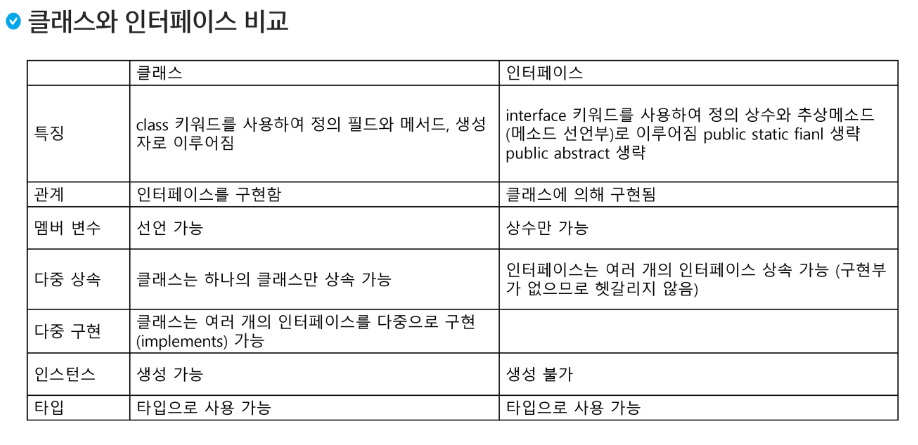 클래스와 인터페이스 비교
클래스 인터페이스
특징
class 키워드를 사용하여 정의 필드와 메서드, 생성
자로 이루어짐
interface 키워드를 사용하여 정의 상수와 추상메소드
(메소드 선언부)로 이루어짐 public static fianl 생략
public abstract 생략
관계 인터페이스를 구현함 클래스에 의해 구현됨
멤버 변수 선언 가능 상수만 가능
다중 상속 클래스는 하나의 클래스만 상속 가능
인터페이스는 여러 개의 인터페이스 상속 가능 (구현부
가 없으므로 헷갈리지 않음)
다중 구현
클래스는 여러 개의 인터페이스를 다중으로 구현
(implements) 가능
인스턴스 생성 가능 생성 불가
타입 타입으로 사용 가능 타입으로 사용 가능